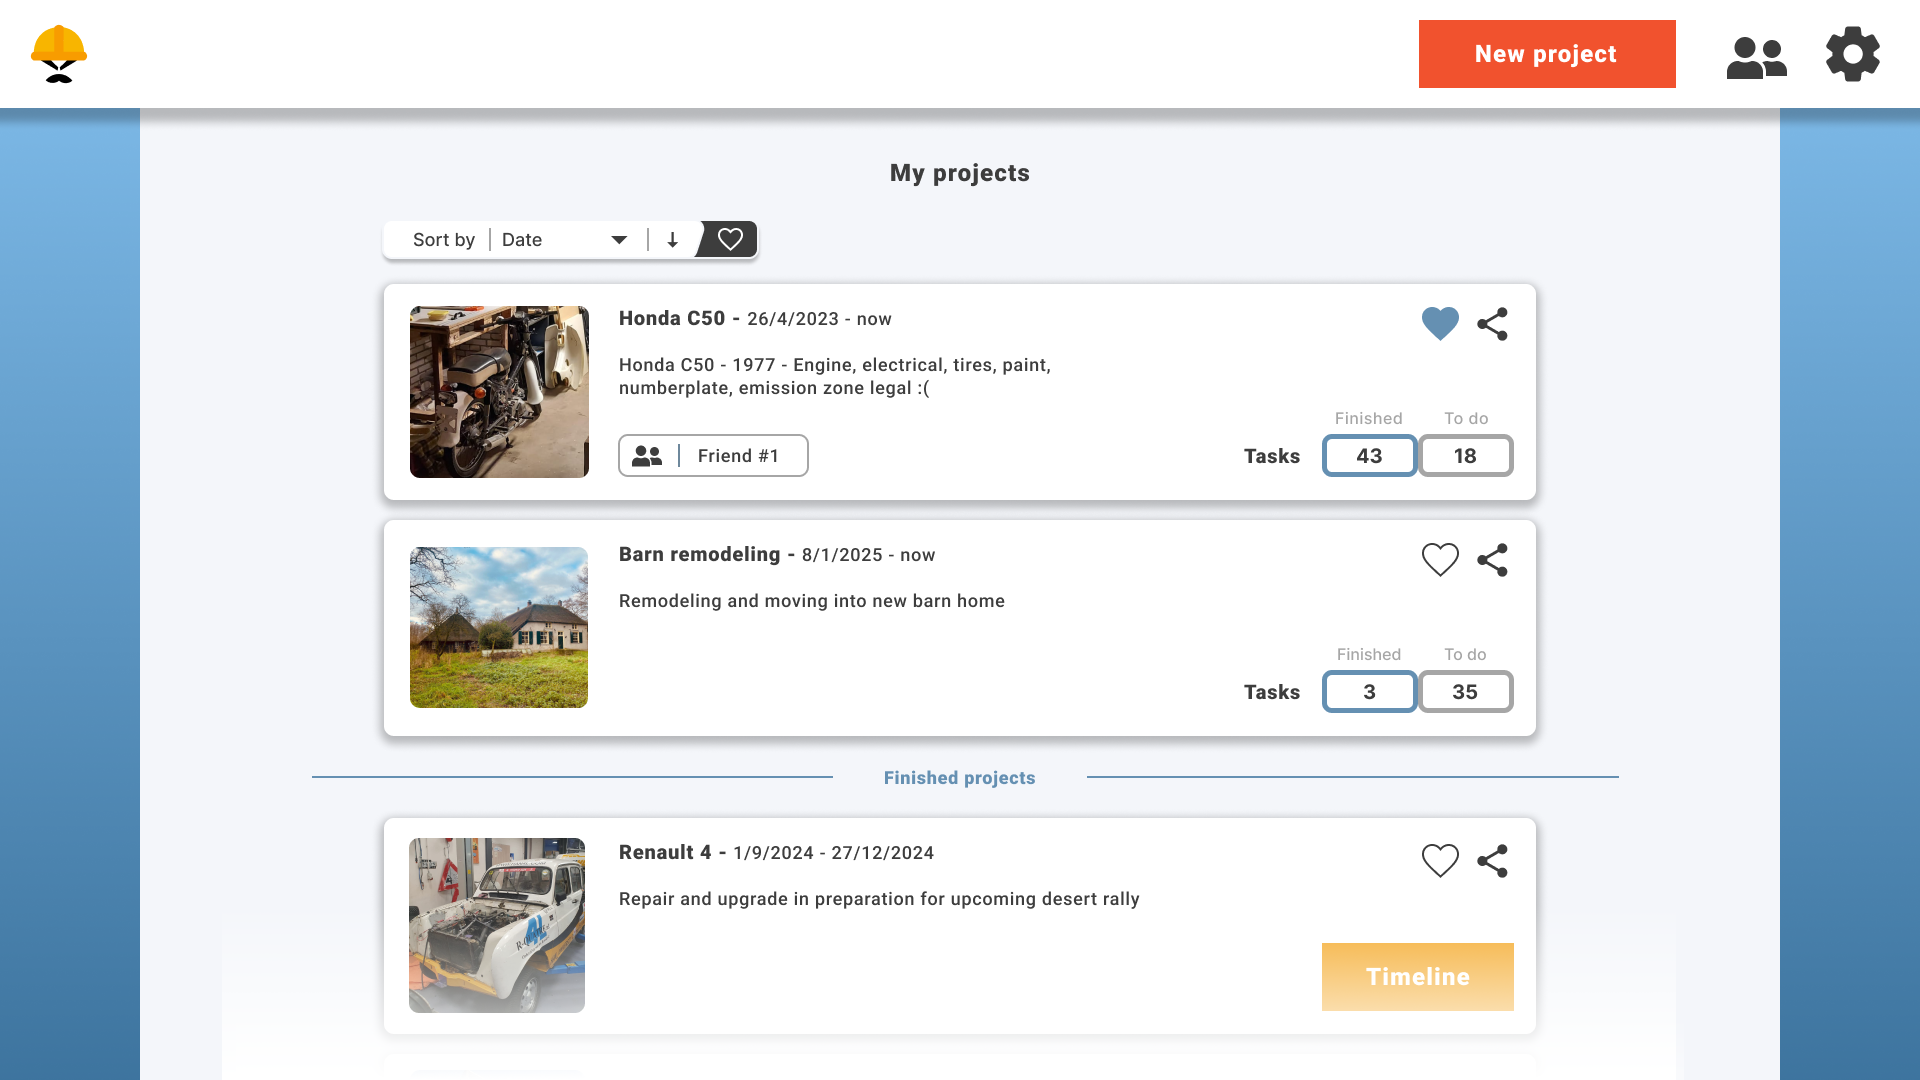 New project
My projects
Sort by Date
Honda C50 - 26/4/2023 - now
Honda C50 - 1977 - Engine, electrical, tires, paint,
numberplate, emission zone legal :(
Friend #1
Finished To do
Tasks 43 18
Barn remodeling - 8/1/2025 - now
Remodeling and moving into new barn home
Finished To do
Tasks 3 35
Finished projects
Renault 4 - 1/9/2024 - 27/12/2024
Repair and upgrade in preparation for upcoming desert rally
Timeline